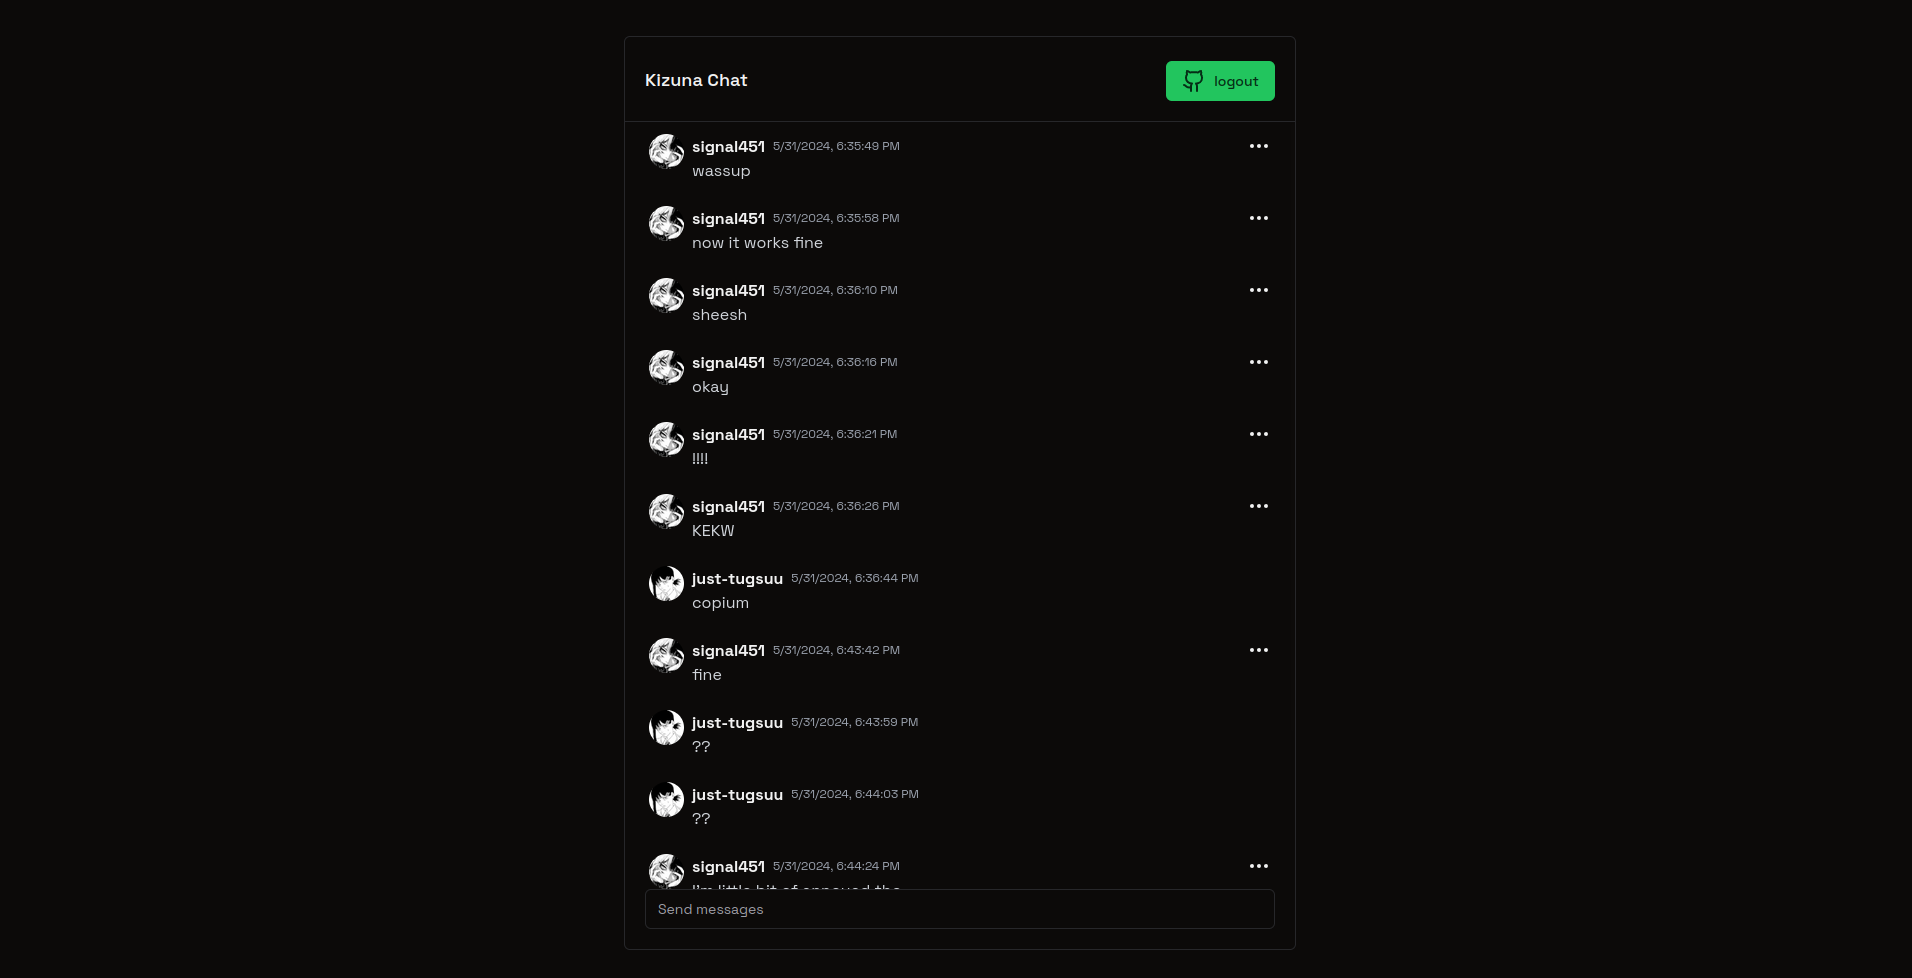 Kizuna Chat
logout
signal451 5/31/2024, 6:35:49 PM
wassup
signal451 5/31/2024, 6:35:58 PM
now it works fine
signal451 5/31/2024, 6:36:10 PM
sheesh
signal451 5/31/2024, 6:36:16 PM
okay
signal451 5/31/2024, 6:36:21 PM
!!!!
signal451 5/31/2024, 6:36:26 PM
KEKW
just-tugsuu 5/31/2024, 6:36:44 PM
copium
signal451 5/31/2024, 6:43:42 PM
fine
just-tugsuu 5/31/2024, 6:43:59 PM
??
just-tugsuu 5/31/2024, 6:44:03 PM
??
signal451 5/31/2024, 6:44:24 PM
I'm little bit of annoyed tho
Send messages